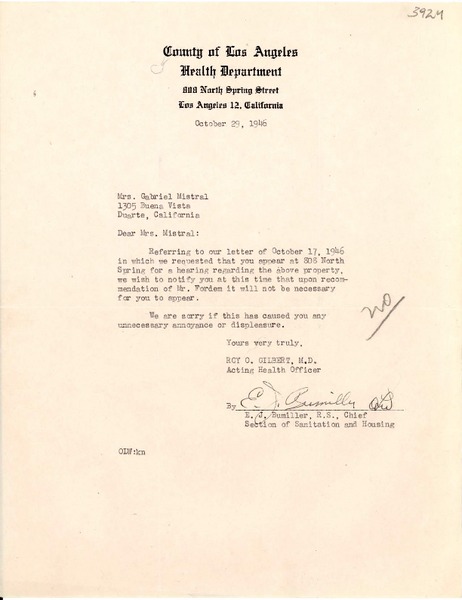 3924
County of Los Angeles
Health Department
808 North Spring Street
Los Angeles 12, California
October 29, 1946
Mrs. Gabriel Mistral
1305 Buena Vista
Duarte, California
Dear Mrs. Mistral:
Referring to our letter of October 17, 1946
in which we requested that you appear at 808 North
Spring for a hearing regarding the above property,
we wish to notify you at this time that upon recom-
mendation of Mr. Wordem it will not be necessary
for you to appear.
no
We are sorry if this has caused you any
unnecessary annoyance or displeasure.
Yours very truly,
ROY O. GILBERT, M.D.
Acting Health Officer
By E. J. Bumiller
E. J. Bumiller, R.S., Chief
Section of Sanitation and Housing
ODW:kn